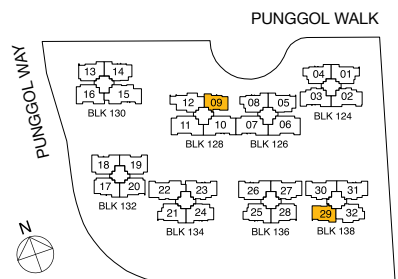 PUNGGOL WALK
PUNGGOL WAY
13 14
16 15
BLK 130
12 09
11 10
BLK 128
08 05
07 06
BLK 126
04 01
03 02
BLK 124
18 19
17 20
BLK 132
22 23
21 24
BLK 134
26 27
25 28
BLK 136
30 31
29 32
BLK 138
N